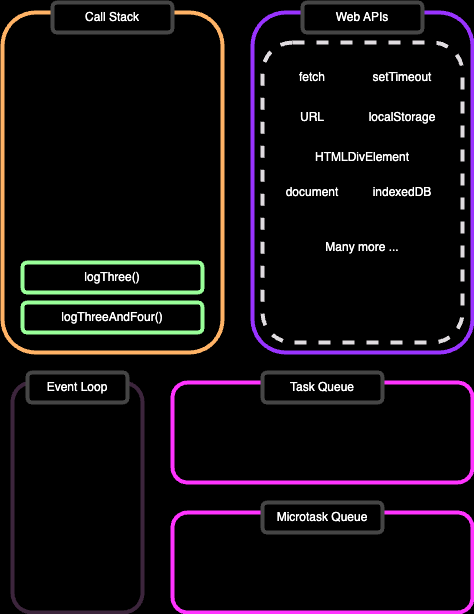 Call Stack
Web APIs
fetch setTimeout
URL localStorage
HTMLDivElement
document indexedDB
Many more ...
logThree()
logThreeAndFour()
Event Loop
Task Queue
Microtask Queue